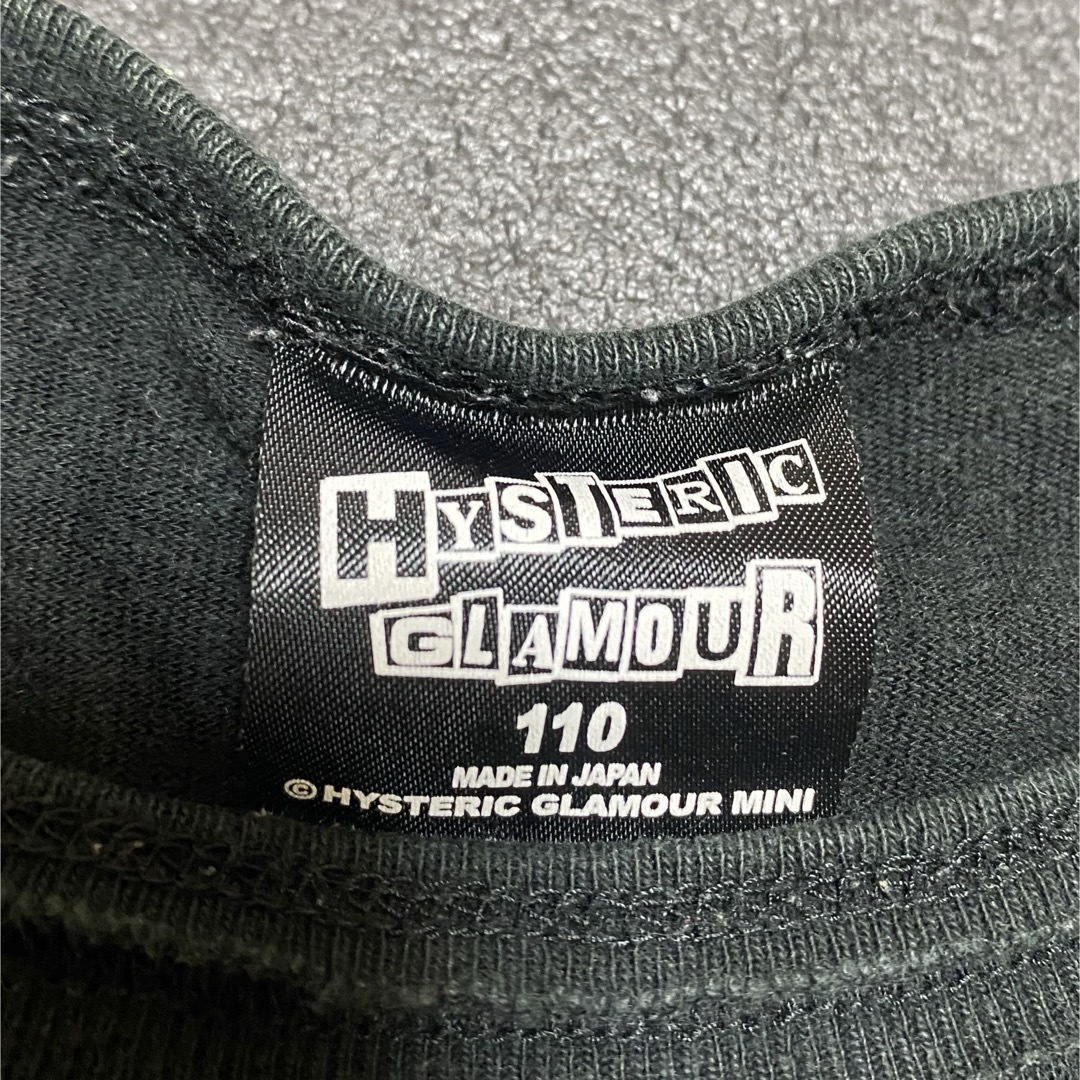 HYSTERIC
GLAMOUR
110
MADE IN JAPAN
©HYSTERIC GLAMOUR MINI